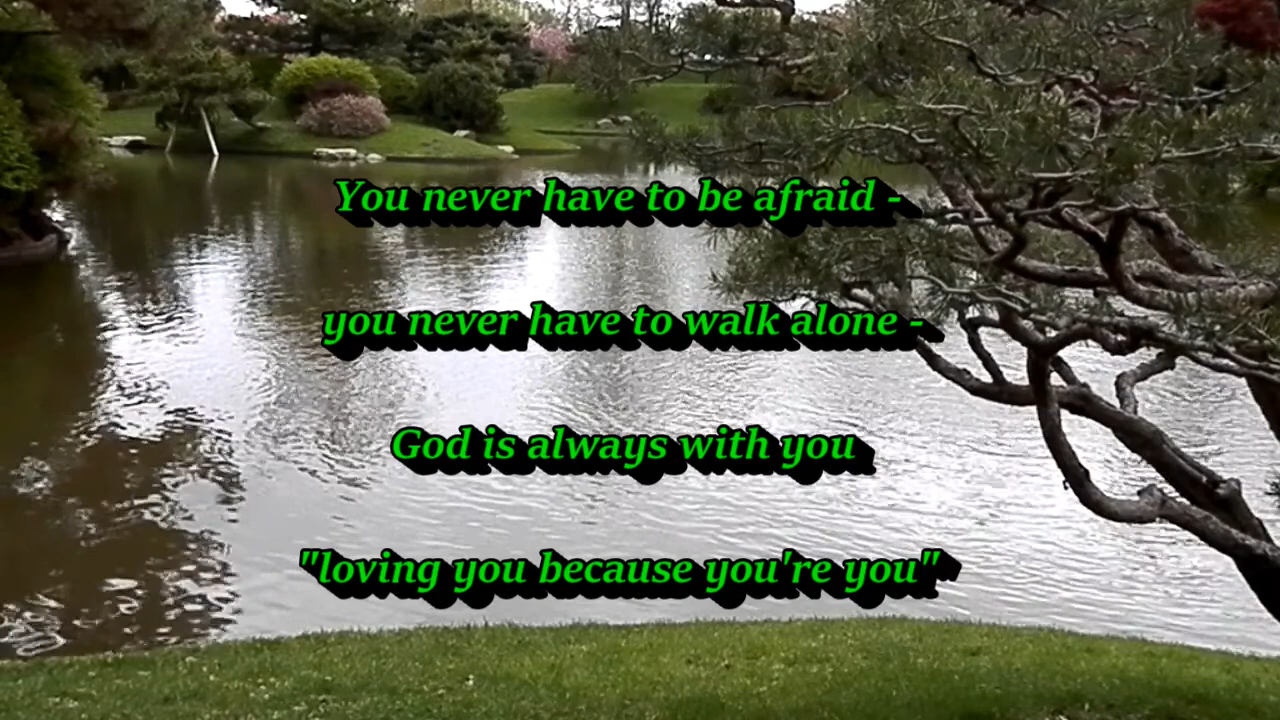 You never have to be afraid -
you never have to walk alone -
God is always with you
"loving you because you're you"